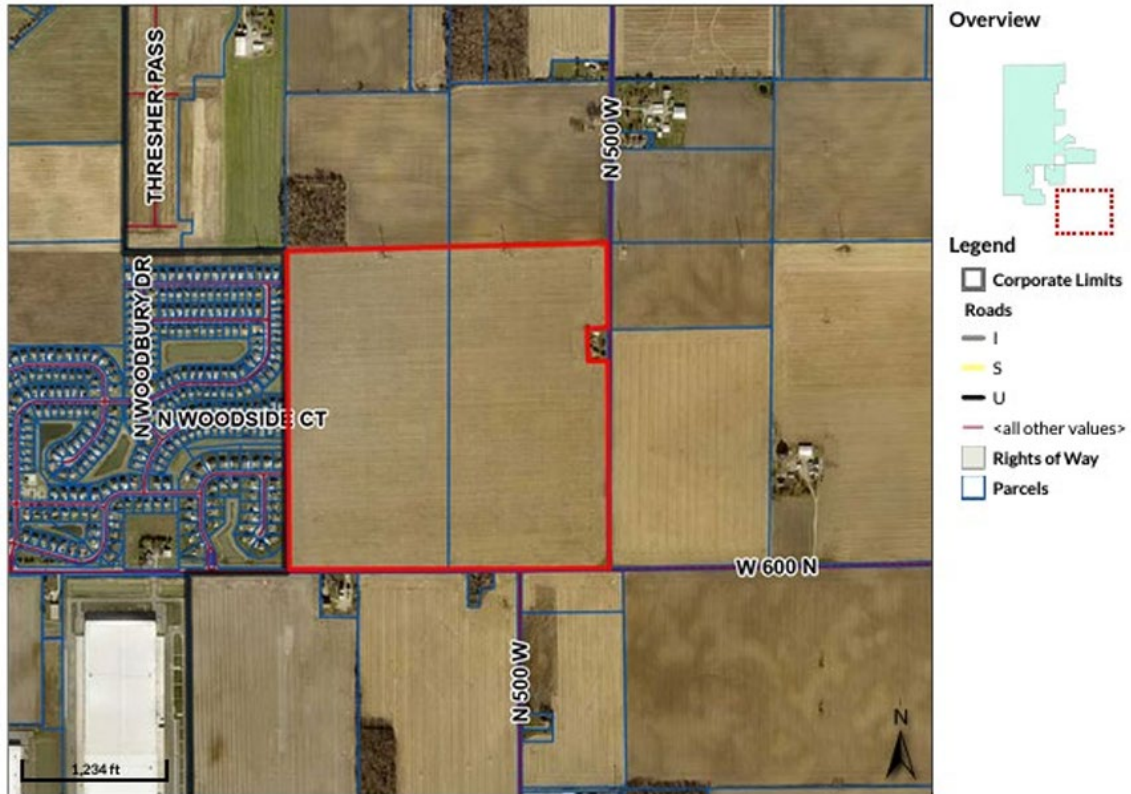 Overview
THRESHER PASS
N 500 W
Legend
Corporate Limits
Roads
I
S
U
<all other values>
Rights of Way
Parcels
N WOODBURY DR
N WOODSIDE CT
W 600 N
N 500 W
N
1,234 ft